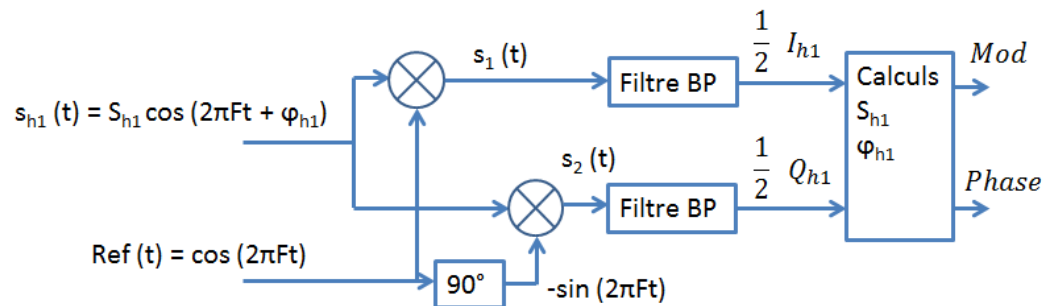 s₁ (t)
Filtre BP
1/2 I_h1
Calculs
S_h1
φ_h1
Mod
s_h1 (t) = S_h1 cos (2πFt + φ_h1)
s₂ (t)
Filtre BP
1/2 Q_h1
Phase
Ref (t) = cos (2πFt)
90°
-sin (2πFt)